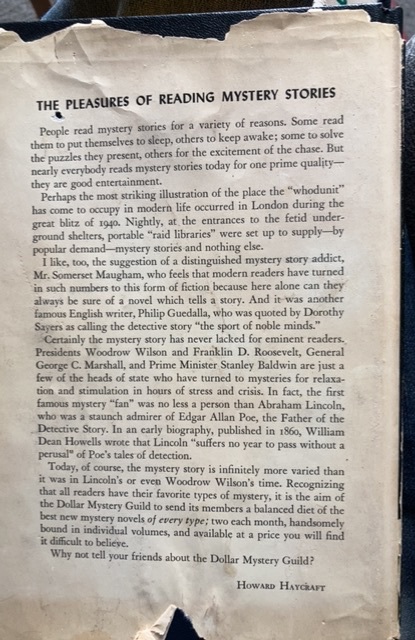 THE PLEASURES OF READING MYSTERY STORIES
People read mystery stories for a variety of reasons. Some read
them to put themselves to sleep, others to keep awake; some to solve
the puzzles they present, others for the excitement of the chase. But
nearly everybody reads mystery stories today for one prime quality—
they are good entertainment.
Perhaps the most striking illustration of the place the “whodunit”
has come to occupy in modern life occurred in London during the
great blitz of 1940. Nightly, at the entrances to the fetid under-
ground shelters, portable “raid libraries” were set up to supply—by
popular demand—mystery stories and nothing else.
I like, too, the suggestion of a distinguished mystery story addict,
Mr. Somerset Maugham, who feels that modern readers have turned
in such numbers to this form of fiction because here alone can they
always be sure of a novel which tells a story. And it was another
famous English writer, Philip Guedalla, who was quoted by Dorothy
Sayers as calling the detective story “the sport of noble minds.”
Certainly the mystery story has never lacked for eminent readers.
Presidents Woodrow Wilson and Franklin D. Roosevelt, General
George C. Marshall, and Prime Minister Stanley Baldwin are just a
few of the heads of state who have turned to mysteries for relaxa-
tion and stimulation in hours of stress and crisis. In fact, the first
famous mystery “fan” was no less a person than Abraham Lincoln,
who was a staunch admirer of Edgar Allan Poe, the Father of the
Detective Story. In an early biography, published in 1860, William
Dean Howells wrote that Lincoln “suffers no year to pass without a
perusal” of Poe’s tales of detection.
Today, of course, the mystery story is infinitely more varied than
it was in Lincoln’s or even Woodrow Wilson’s time. Recognizing
that all readers have their favorite types of mystery, it is the aim of
the Dollar Mystery Guild to send its members a balanced diet of the
best new mystery novels of every type; two each month, handsomely
bound in individual volumes, and available at a price you will find
it difficult to believe.
Why not tell your friends about the Dollar Mystery Guild?
HOWARD HAYCRAFT